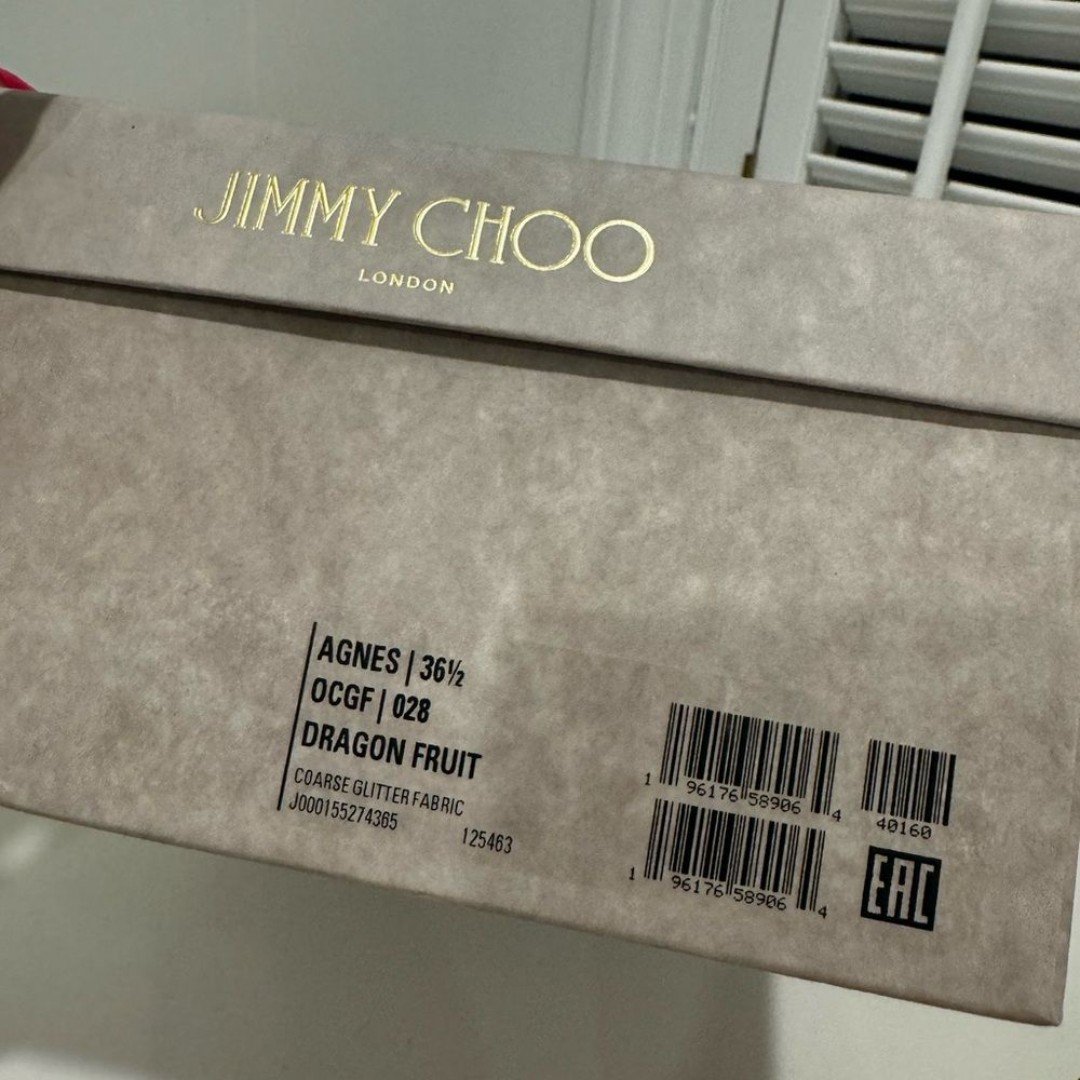 JIMMY CHOO
LONDON
AGNES | 36½
OCGF | 028
DRAGON FRUIT
COARSE GLITTER FABRIC
J000155274365
125463
1 96176 58906 4
40160
1 96176 58906 4
EAC